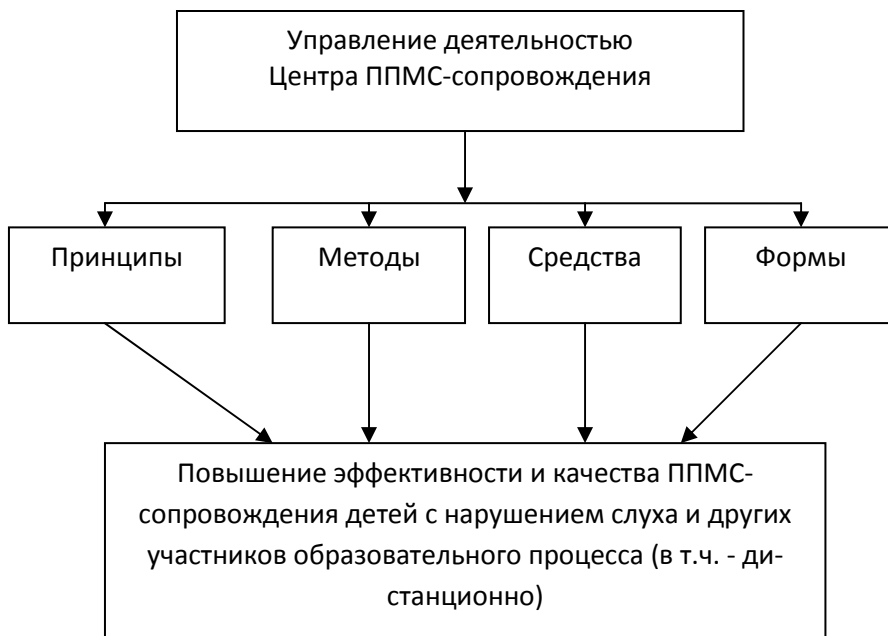 Управление деятельностью
Центра ППМС-сопровождения
Принципы
Методы
Средства
Формы
Повышение эффективности и качества ППМС-
сопровождения детей с нарушением слуха и других
участников образовательного процесса (в т.ч. - ди-
станционно)